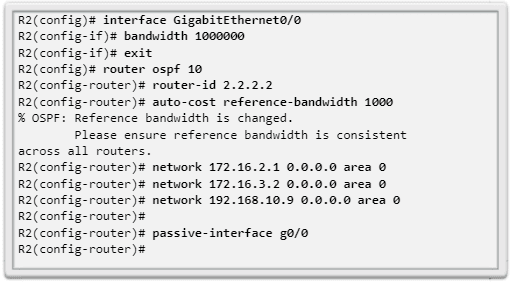 R2(config)# interface GigabitEthernet0/0
R2(config-if)# bandwidth 1000000
R2(config-if)# exit
R2(config)# router ospf 10
R2(config-router)# router-id 2.2.2.2
R2(config-router)# auto-cost reference-bandwidth 1000
% OSPF: Reference bandwidth is changed.
        Please ensure reference bandwidth is consistent
across all routers.
R2(config-router)# network 172.16.2.1 0.0.0.0 area 0
R2(config-router)# network 172.16.3.2 0.0.0.0 area 0
R2(config-router)# network 192.168.10.9 0.0.0.0 area 0
R2(config-router)#
R2(config-router)# passive-interface g0/0
R2(config-router)#